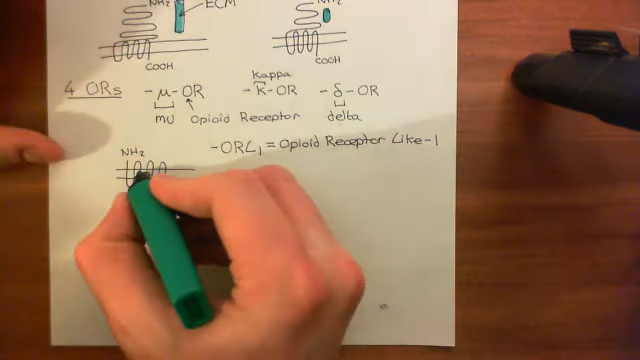 NH₂ ECM NH₂
COOH COOH
4 ORs -μ-OR -K-OR -δ-OR
Kappa
mu Opioid Receptor delta
-ORL₁ = Opioid Receptor Like-1
NH₂